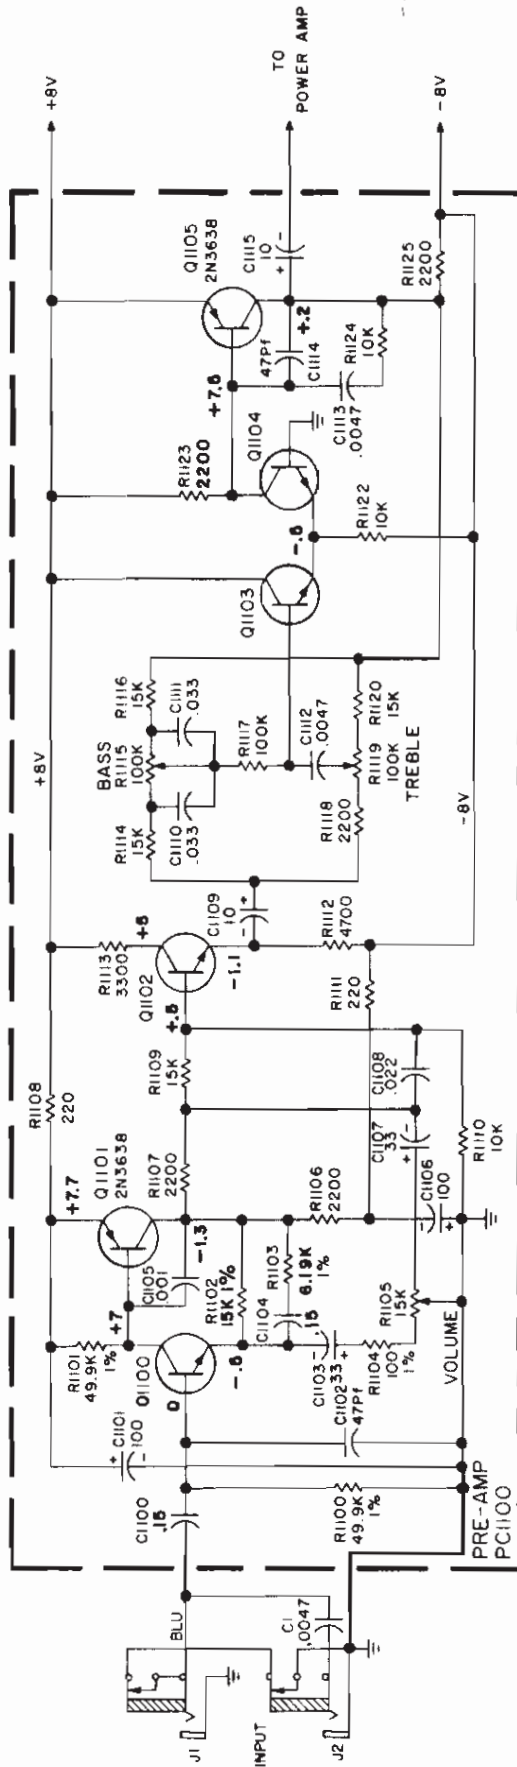 J1
INPUT
J2
BLU
C1
.0047
PRE-AMP
PC1100
C1100
.15
R1100
49.9K
1%
C1101
100
+
-
C1102
47Pf
R1101
49.9K
1%
Q1100
0
+7
-.6
C1103
33
-
+
R1104
100
1%
VOLUME
R1105
15K
C1104
.15
R1103
6.19K
1%
R1102
15K 1%
C1105
.001
-1.3
Q1101
2N3638
+7.7
R1107
2200
R1106
2200
C1106
100
-
+
C1107
33
+
-
C1108
.022
R1110
10K
R1108
220
R1109
15K
+.5
Q1102
R1113
3300
+6
-1.1
R1111
220
R1112
4700
C1109
10
-
+
+8V
-8V
R1114
15K
BASS
R1115
100K
R1116
15K
C1110
.033
C1111
.033
R1117
100K
C1112
.0047
R1118
2200
R1119
100K
TREBLE
R1120
15K
Q1103
-.6
Q1104
R1122
10K
R1123
2200
+7.6
Q1105
2N3638
47Pf
C1114
+.2
C1113
.0047
R1124
10K
C1115
10
+
-
R1125
2200
+8V
TO
POWER AMP
-8V